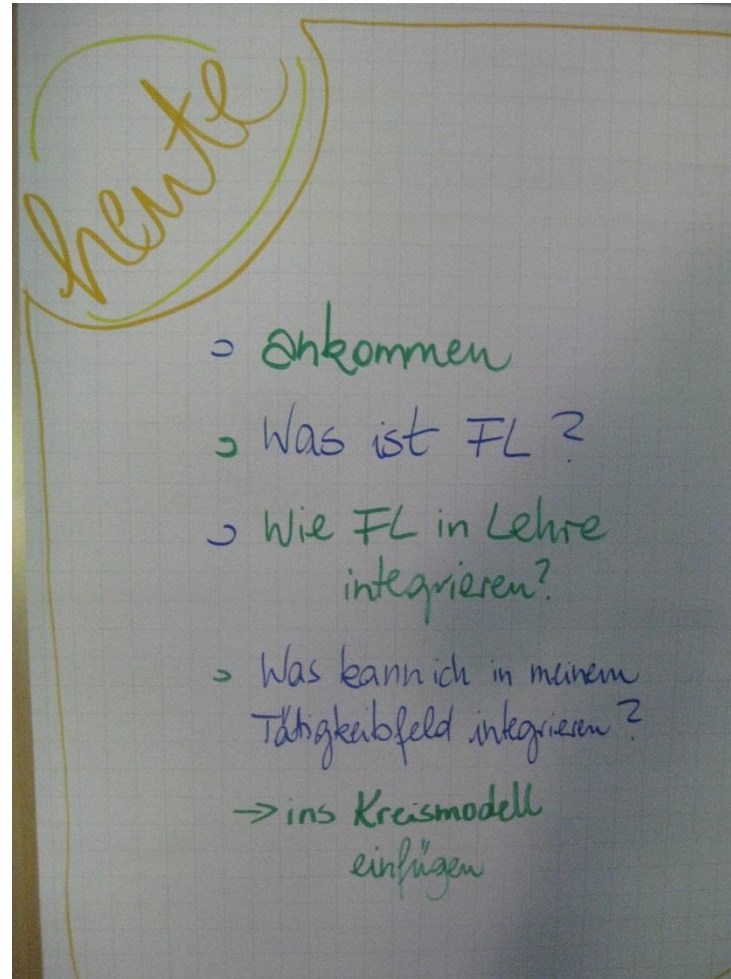 heute
ankommen
Was ist FL?
Wie FL in Lehre
integrieren?
Was kann ich in meinem
Tätigkeitsfeld integrieren?
→ ins Kreismodell
einfügen